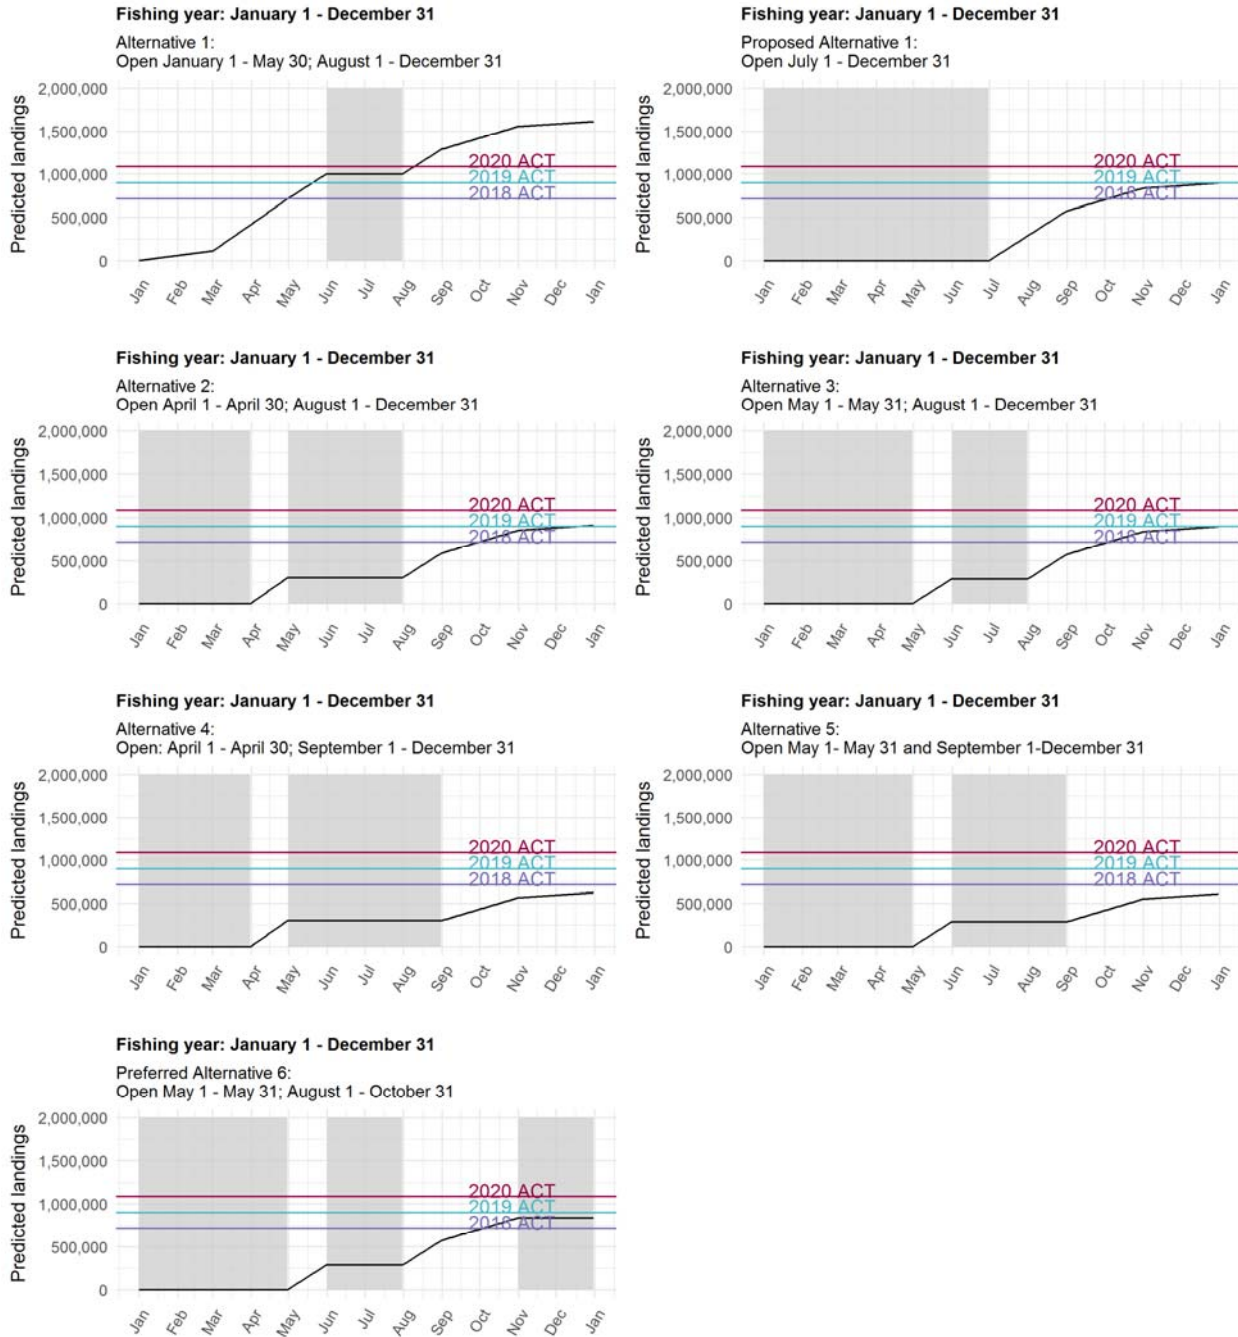 Fishing year: January 1 - December 31
Alternative 1:
Open January 1 - May 30; August 1 - December 31
Predicted landings
2,000,000
1,500,000
1,000,000
500,000
0
2020 ACT
2019 ACT
2018 ACT
Jan Feb Mar Apr May Jun Jul Aug Sep Oct Nov Dec Jan
Fishing year: January 1 - December 31
Proposed Alternative 1:
Open July 1 - December 31
Predicted landings
2,000,000
1,500,000
1,000,000
500,000
0
2020 ACT
2019 ACT
2018 ACT
Jan Feb Mar Apr May Jun Jul Aug Sep Oct Nov Dec Jan
Fishing year: January 1 - December 31
Alternative 2:
Open April 1 - April 30; August 1 - December 31
Predicted landings
2,000,000
1,500,000
1,000,000
500,000
0
2020 ACT
2019 ACT
2018 ACT
Jan Feb Mar Apr May Jun Jul Aug Sep Oct Nov Dec Jan
Fishing year: January 1 - December 31
Alternative 3:
Open May 1 - May 31; August 1 - December 31
Predicted landings
2,000,000
1,500,000
1,000,000
500,000
0
2020 ACT
2019 ACT
2018 ACT
Jan Feb Mar Apr May Jun Jul Aug Sep Oct Nov Dec Jan
Fishing year: January 1 - December 31
Alternative 4:
Open: April 1 - April 30; September 1 - December 31
Predicted landings
2,000,000
1,500,000
1,000,000
500,000
0
2020 ACT
2019 ACT
2018 ACT
Jan Feb Mar Apr May Jun Jul Aug Sep Oct Nov Dec Jan
Fishing year: January 1 - December 31
Alternative 5:
Open May 1- May 31 and September 1-December 31
Predicted landings
2,000,000
1,500,000
1,000,000
500,000
0
2020 ACT
2019 ACT
2018 ACT
Jan Feb Mar Apr May Jun Jul Aug Sep Oct Nov Dec Jan
Fishing year: January 1 - December 31
Preferred Alternative 6:
Open May 1 - May 31; August 1 - October 31
Predicted landings
2,000,000
1,500,000
1,000,000
500,000
0
2020 ACT
2019 ACT
2018 ACT
Jan Feb Mar Apr May Jun Jul Aug Sep Oct Nov Dec Jan